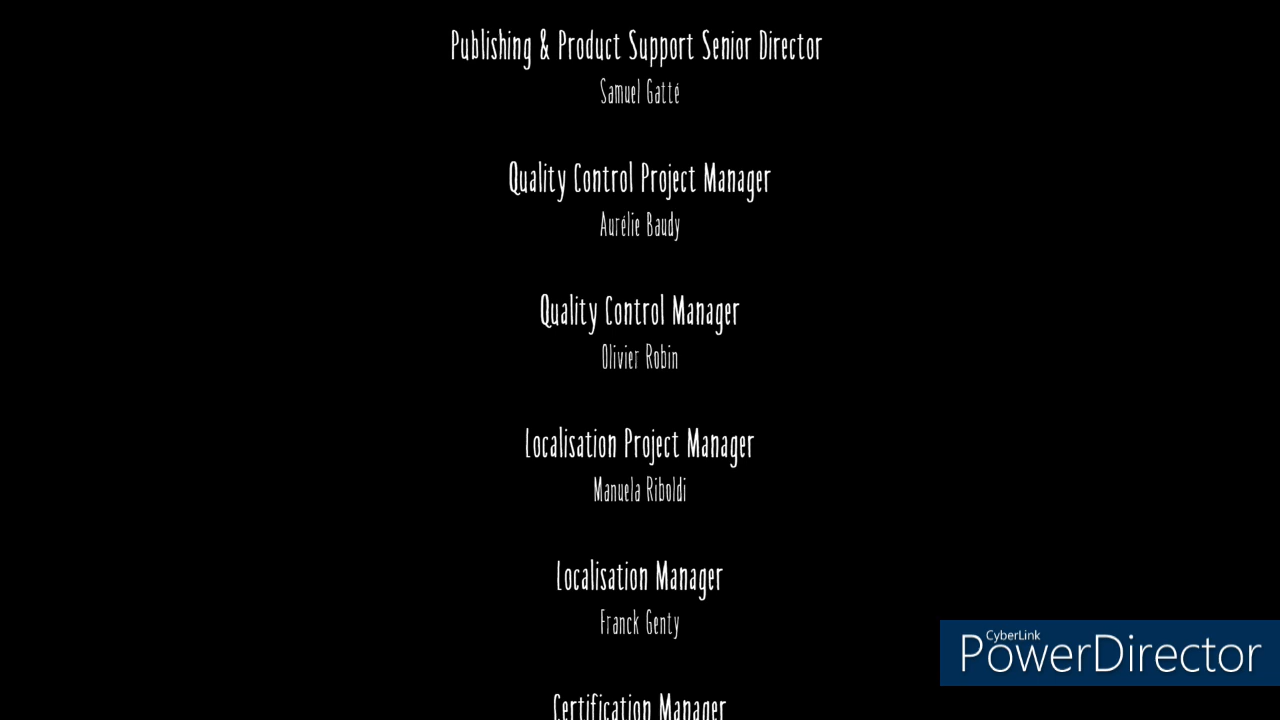 Publishing & Product Support Senior Director
Samuel Gatté
Quality Control Project Manager
Aurélie Baudy
Quality Control Manager
Olivier Robin
Localisation Project Manager
Manuela Riboldi
Localisation Manager
Franck Genty
Certification Manager
CyberLink
PowerDirector